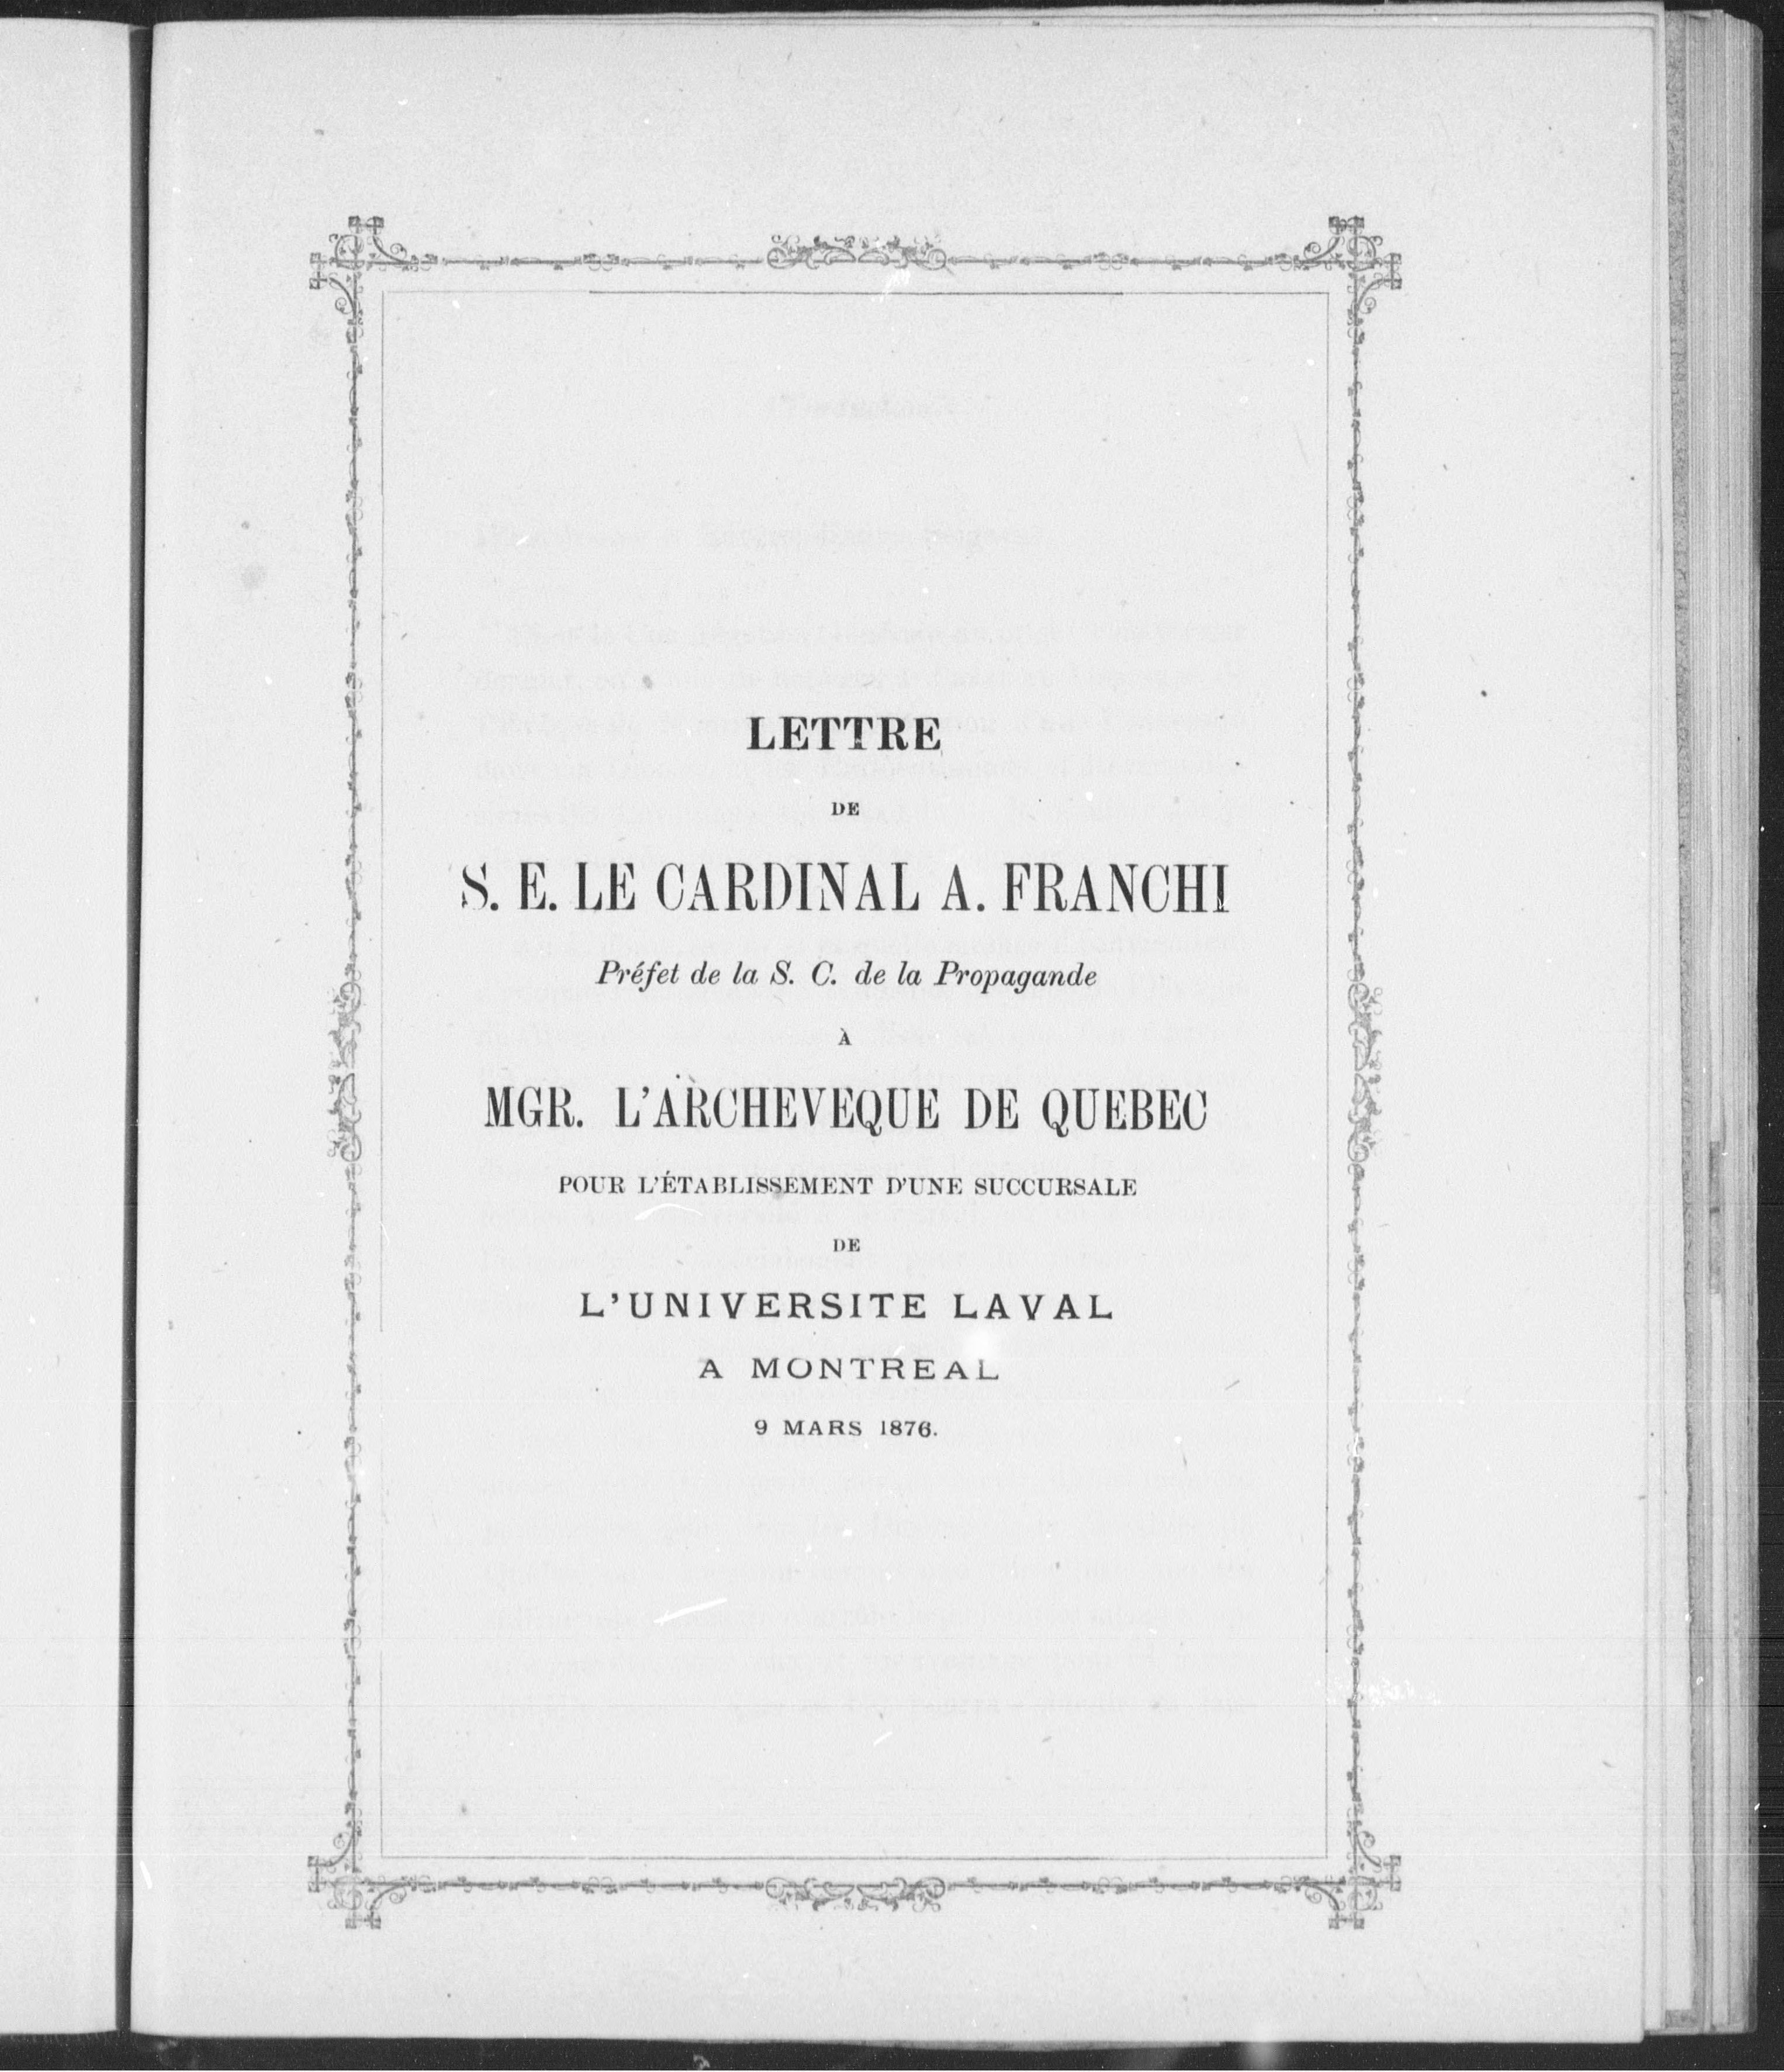 LETTRE
DE
S. E. LE CARDINAL A. FRANCHI
Préfet de la S. C. de la Propagande
À
MGR. L'ARCHEVEQUE DE QUEBEC
POUR L'ÉTABLISSEMENT D'UNE SUCCURSALE
DE
L'UNIVERSITE LAVAL
A MONTREAL
9 MARS 1876.